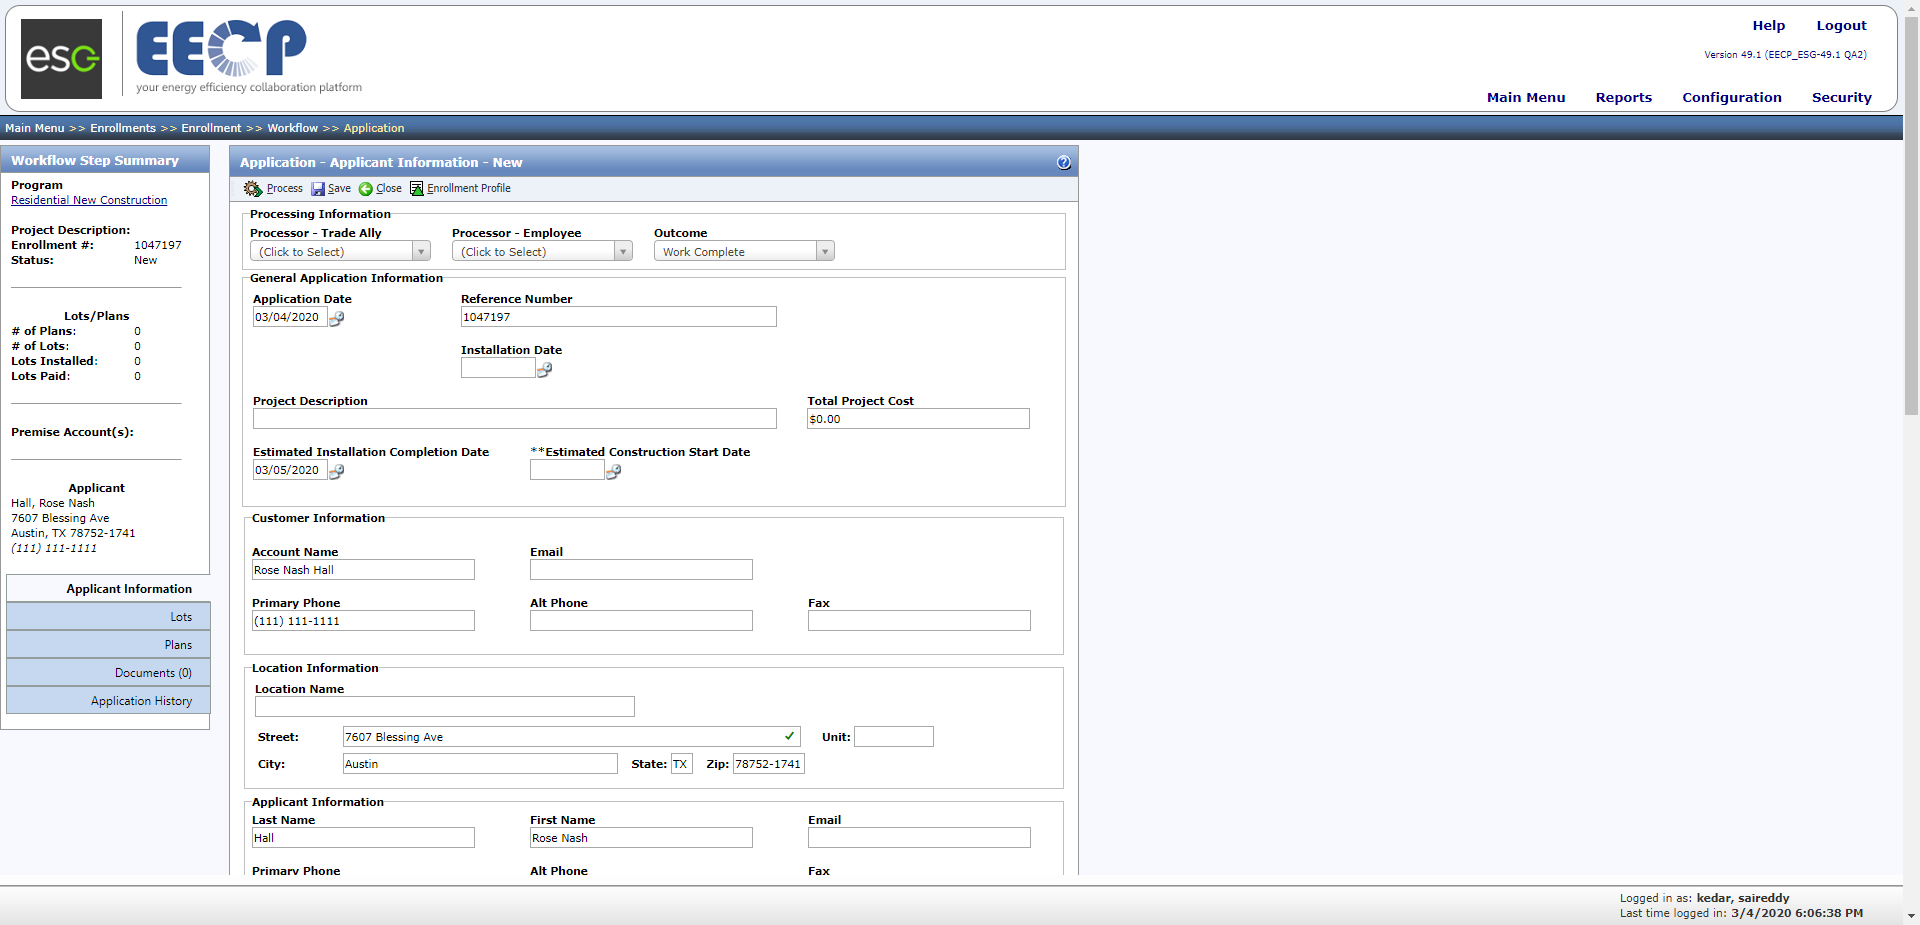 esg
EECP
your energy efficiency collaboration platform
Help Logout
Version 49.1 (EECP_ESG-49.1 QA2)
Main Menu Reports Configuration Security
Main Menu >> Enrollments >> Enrollment >> Workflow >> Application
Workflow Step Summary
Program
Residential New Construction
Project Description:
Enrollment #: 1047197
Status: New
Lots/Plans
# of Plans: 0
# of Lots: 0
Lots Installed: 0
Lots Paid: 0
Premise Account(s):
Applicant
Hall, Rose Nash
7607 Blessing Ave
Austin, TX 78752-1741
(111) 111-1111
Applicant Information
Lots
Plans
Documents (0)
Application History
Application - Applicant Information - New
?
Process Save Close Enrollment Profile
Processing Information
Processor - Trade Ally Processor - Employee Outcome
(Click to Select) (Click to Select) Work Complete
General Application Information
Application Date Reference Number
03/04/2020 1047197
Installation Date
Project Description Total Project Cost
$0.00
Estimated Installation Completion Date **Estimated Construction Start Date
03/05/2020
Customer Information
Account Name Email
Rose Nash Hall
Primary Phone Alt Phone Fax
(111) 111-1111
Location Information
Location Name
Street: 7607 Blessing Ave Unit:
City: Austin State: TX Zip: 78752-1741
Applicant Information
Last Name First Name Email
Hall Rose Nash
Primary Phone Alt Phone Fax
Logged in as: kedar, saireddy
Last time logged in: 3/4/2020 6:06:38 PM